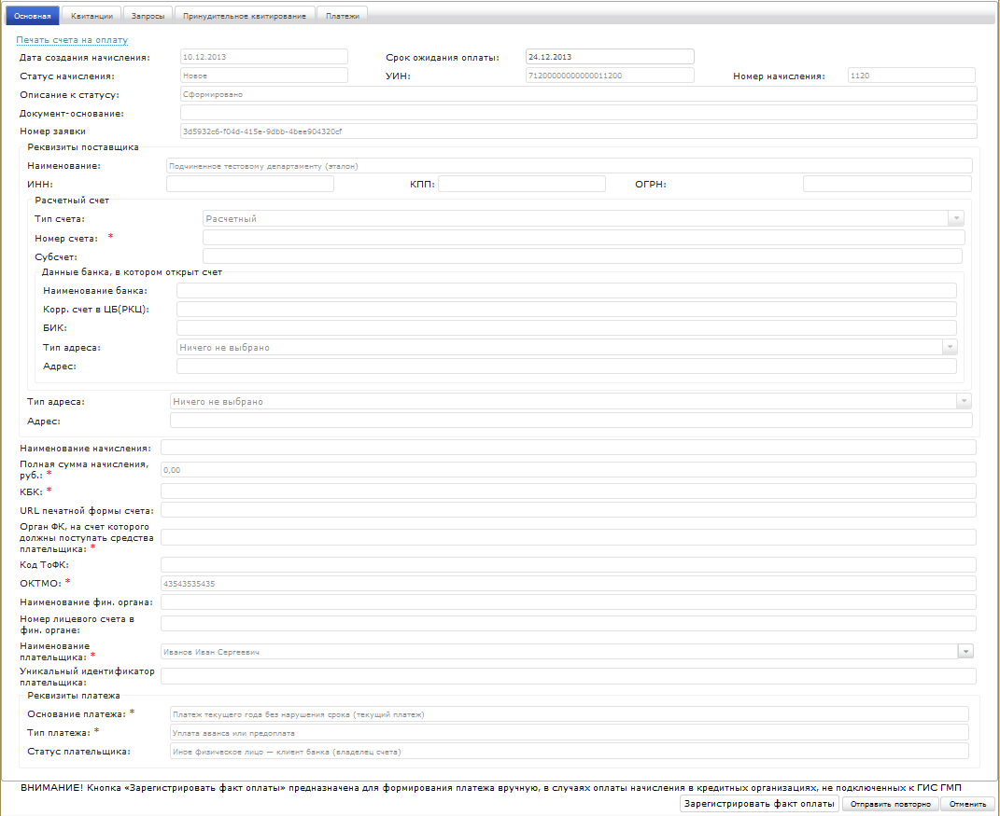 Основная Квитанции Запросы Принудительное квитирование Платежи
Печать счета на оплату
Дата создания начисления: 10.12.2013 Срок ожидания оплаты: 24.12.2013
Статус начисления: Новое УИН: 71200000000000011200 Номер начисления: 1120
Описание к статусу: Сформировано
Документ-основание:
Номер заявки 3d5932c6-f04d-415e-9dbb-4bee904320cf
Реквизиты поставщика
Наименование: Подчиненное тестовому департаменту (эталон)
ИНН: КПП: ОГРН:
Расчетный счет
Тип счета: Расчетный
Номер счета: *
Субсчет:
Данные банка, в котором открыт счет
Наименование банка:
Корр. счет в ЦБ(РКЦ):
БИК:
Тип адреса: Ничего не выбрано
Адрес:
Тип адреса: Ничего не выбрано
Адрес:
Наименование начисления:
Полная сумма начисления,
руб.: * 0,00
КБК: *
URL печатной формы счета:
Орган ФК, на счет которого
должны поступать средства
плательщика: *
Код ТоФК:
ОКТМО: * 43543535435
Наименование фин. органа:
Номер лицевого счета в
фин. органе:
Наименование
плательщика: * Иванов Иван Сергеевич
Уникальный идентификатор
плательщика:
Реквизиты платежа
Основание платежа: * Платеж текущего года без нарушения срока (текущий платеж)
Тип платежа: * Уплата аванса или предоплата
Статус плательщика: Иное физическое лицо — клиент банка (владелец счета)
ВНИМАНИЕ! Кнопка «Зарегистрировать факт оплаты» предназначена для формирования платежа вручную, в случаях оплаты начисления в кредитных организациях, не подключенных к ГИС ГМП
Зарегистрировать факт оплаты Отправить повторно Отменить